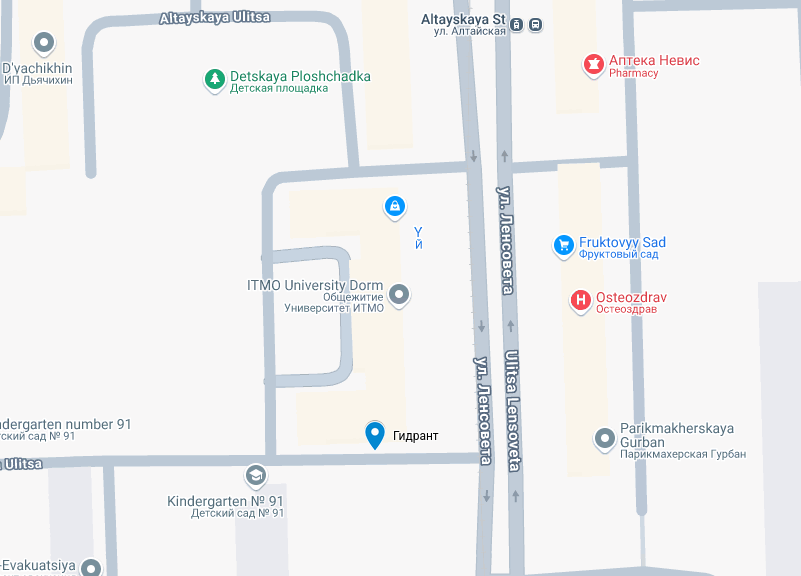 Altayskaya Ulitsa
Altayskaya St
ул. Алтайская
D'yachikhin
ИП Дьячихин
Detskaya Ploshchadka
Детская площадка
Аптека Невис
Pharmacy
ул. Ленсовета
Y
й
Fruktovyy Sad
Фруктовый сад
ITMO University Dorm
Общежитие
Университет ИТМО
H
Osteozdrav
Остеоздрав
ул. Ленсовета
Ulitsa Lensoveta
ndergarten number 91
тский сад № 91
Гидрант
Parikmakherskaya
Gurban
Парикмахерская Гурбан
a Ulitsa
Kindergarten № 91
Детский сад № 91
-Evakuatsiya